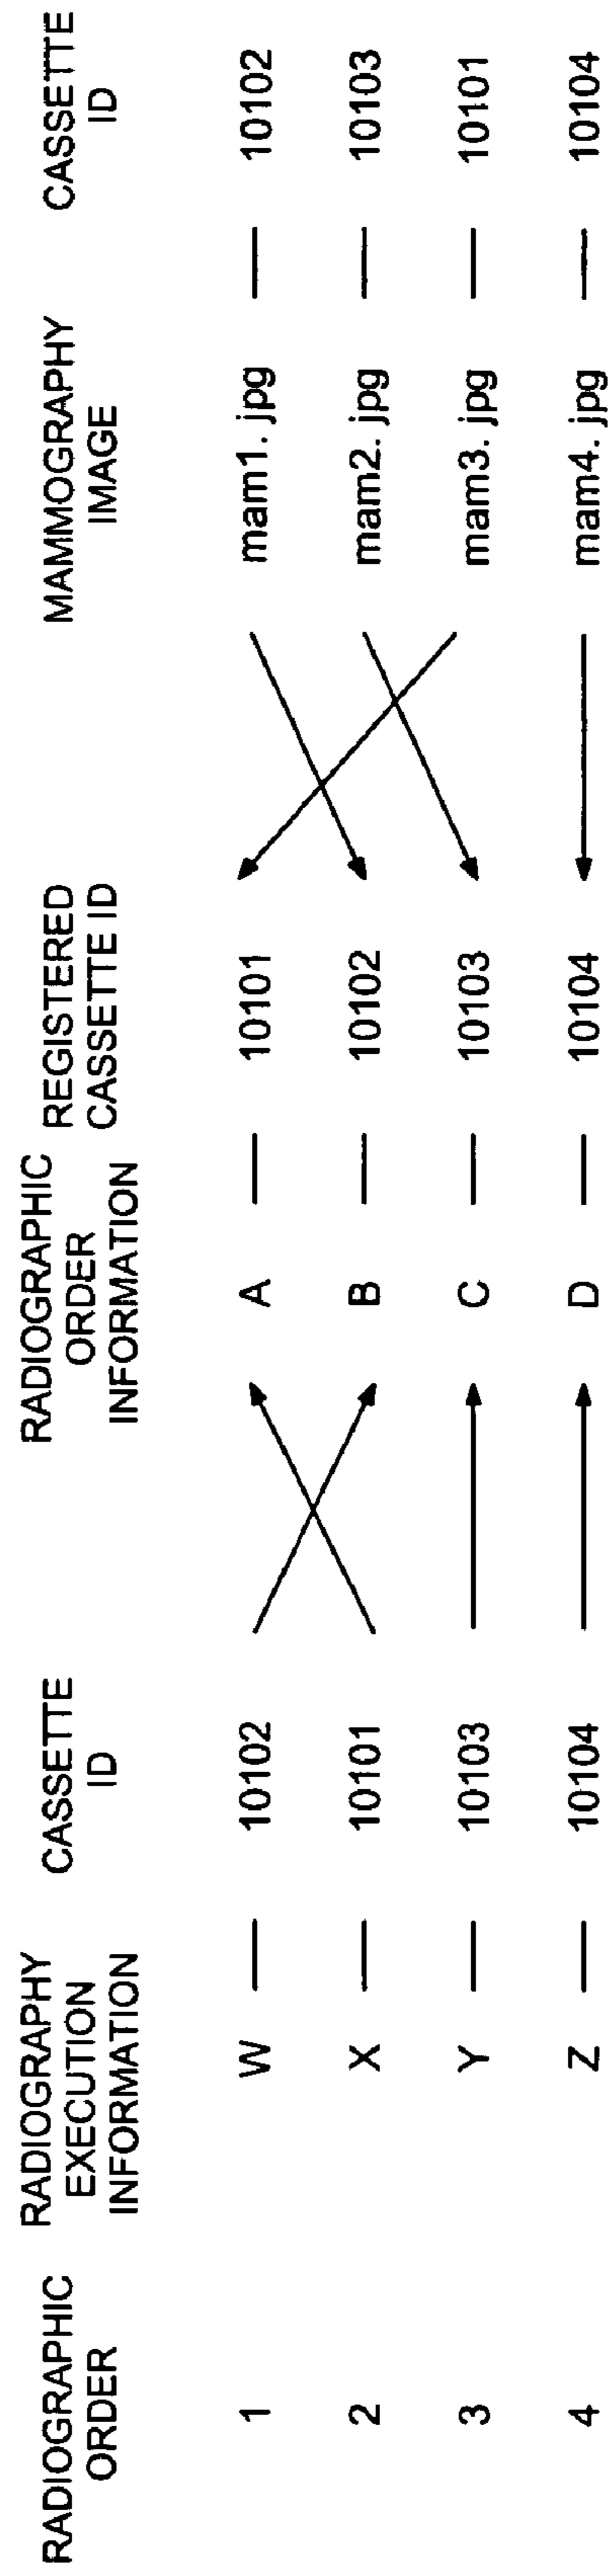 RADIOGRAPHIC
ORDER
RADIOGRAPHY
EXECUTION
INFORMATION
CASSETTE
ID
RADIOGRAPHIC
ORDER
INFORMATION
REGISTERED
CASSETTE ID
MAMMOGRAPHY
IMAGE
CASSETTE
ID
1 W — 10102 A — 10101 mam1. jpg — 10102
2 X — 10101 B — 10102 mam2. jpg — 10103
3 Y — 10103 C — 10103 mam3. jpg — 10101
4 Z — 10104 D — 10104 mam4. jpg — 10104